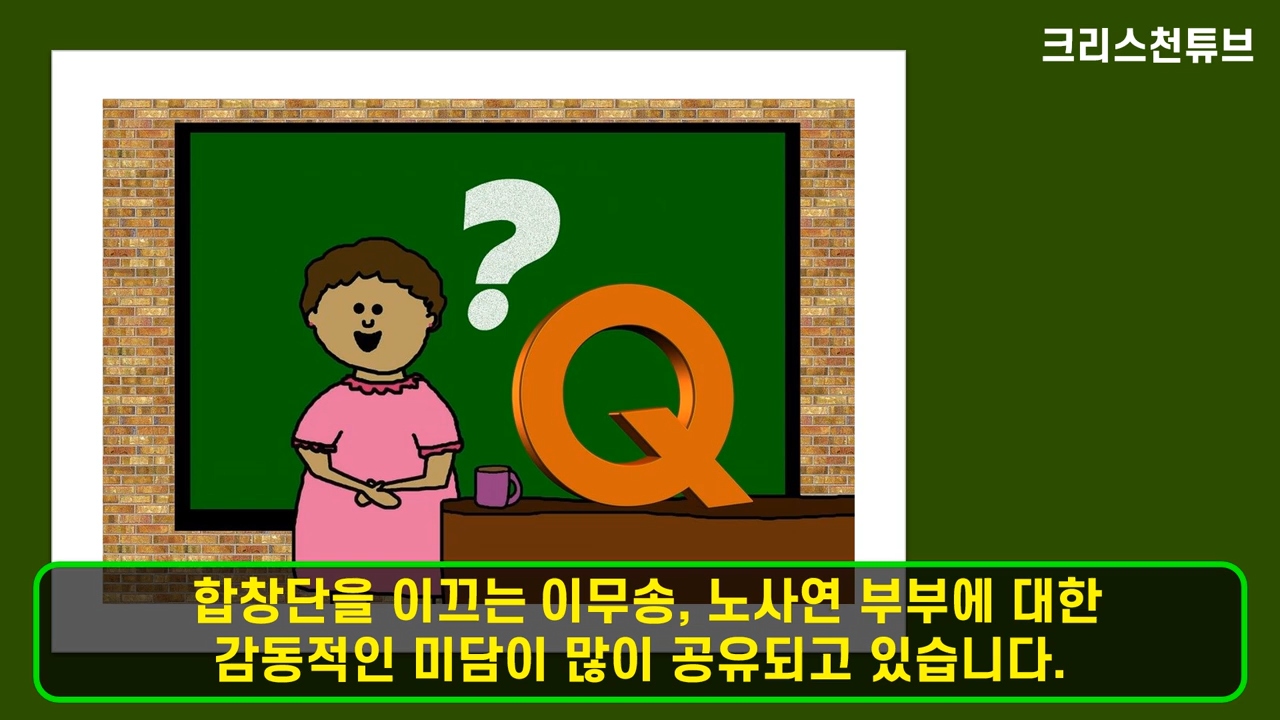 크리스천튜브
?
Q
합창단을 이끄는 이무송, 노사연 부부에 대한
감동적인 미담이 많이 공유되고 있습니다.